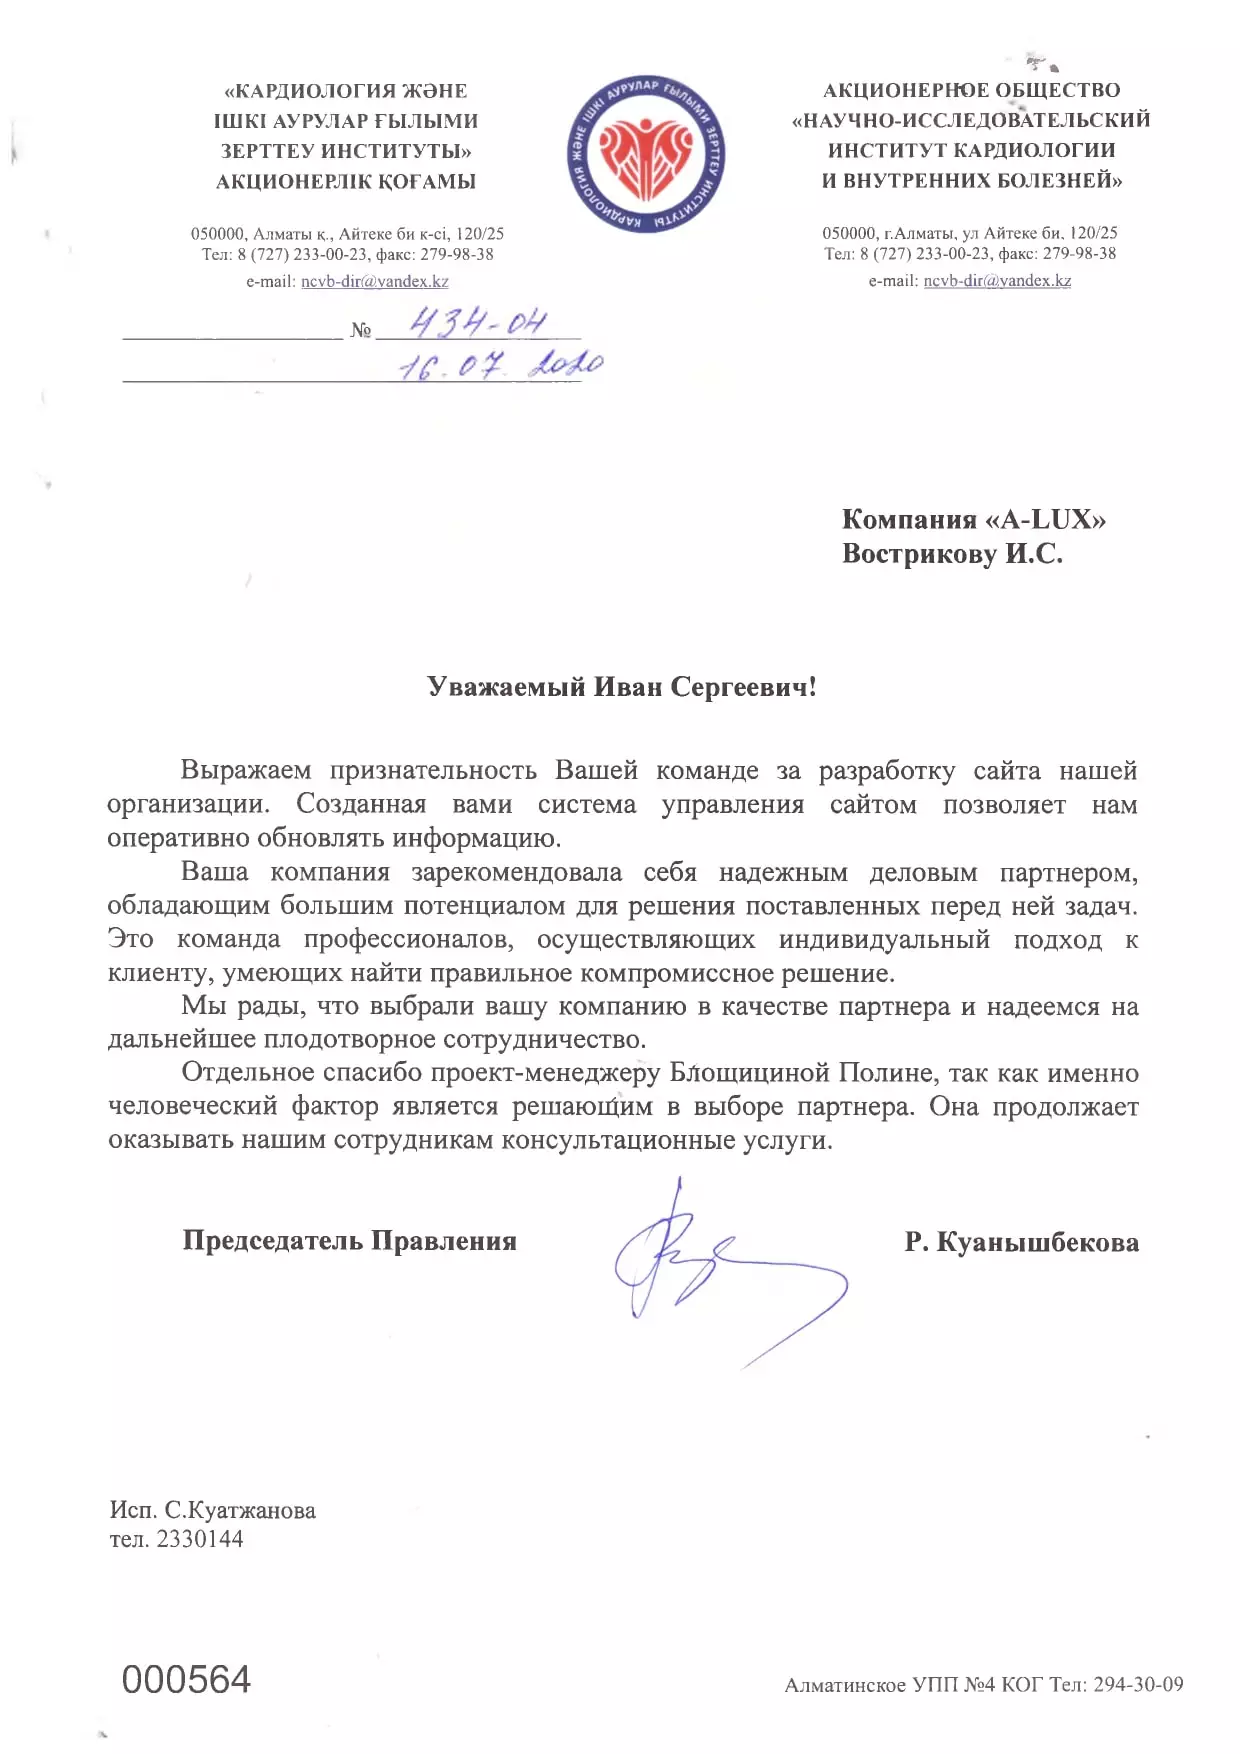 «КАРДИОЛОГИЯ ЖӘНЕ
ІШКІ АУРУЛАР ҒЫЛЫМИ
ЗЕРТТЕУ ИНСТИТУТЫ»
АКЦИОНЕРЛІК ҚОҒАМЫ
050000, Алматы қ., Айтеке би к-сі, 120/25
Тел: 8 (727) 233-00-23, факс: 279-98-38
e-mail: ncvb-dir@yandex.kz
КАРДИОЛОГИЯ ЖӘНЕ ІШКІ АУРУЛАР ҒЫЛЫМИ ЗЕРТТЕУ ИНСТИТУТЫ
АКЦИОНЕРНОЕ ОБЩЕСТВО
«НАУЧНО-ИССЛЕДОВАТЕЛЬСКИЙ
ИНСТИТУТ КАРДИОЛОГИИ
И ВНУТРЕННИХ БОЛЕЗНЕЙ»
050000, г.Алматы, ул Айтеке би, 120/25
Тел: 8 (727) 233-00-23, факс: 279-98-38
e-mail: ncvb-dir@yandex.kz
№ 434-04
16.07.2020
Компания «A-LUX»
Вострикову И.С.
Уважаемый Иван Сергеевич!
Выражаем признательность Вашей команде за разработку сайта нашей
организации. Созданная вами система управления сайтом позволяет нам
оперативно обновлять информацию.
Ваша компания зарекомендовала себя надежным деловым партнером,
обладающим большим потенциалом для решения поставленных перед ней задач.
Это команда профессионалов, осуществляющих индивидуальный подход к
клиенту, умеющих найти правильное компромиссное решение.
Мы рады, что выбрали вашу компанию в качестве партнера и надеемся на
дальнейшее плодотворное сотрудничество.
Отдельное спасибо проект-менеджеру Блощициной Полине, так как именно
человеческий фактор является решающим в выборе партнера. Она продолжает
оказывать нашим сотрудникам консультационные услуги.
Председатель Правления
Р. Куанышбекова
Исп. С.Куатжанова
тел. 2330144
000564
Алматинское УПП №4 КОГ Тел: 294-30-09